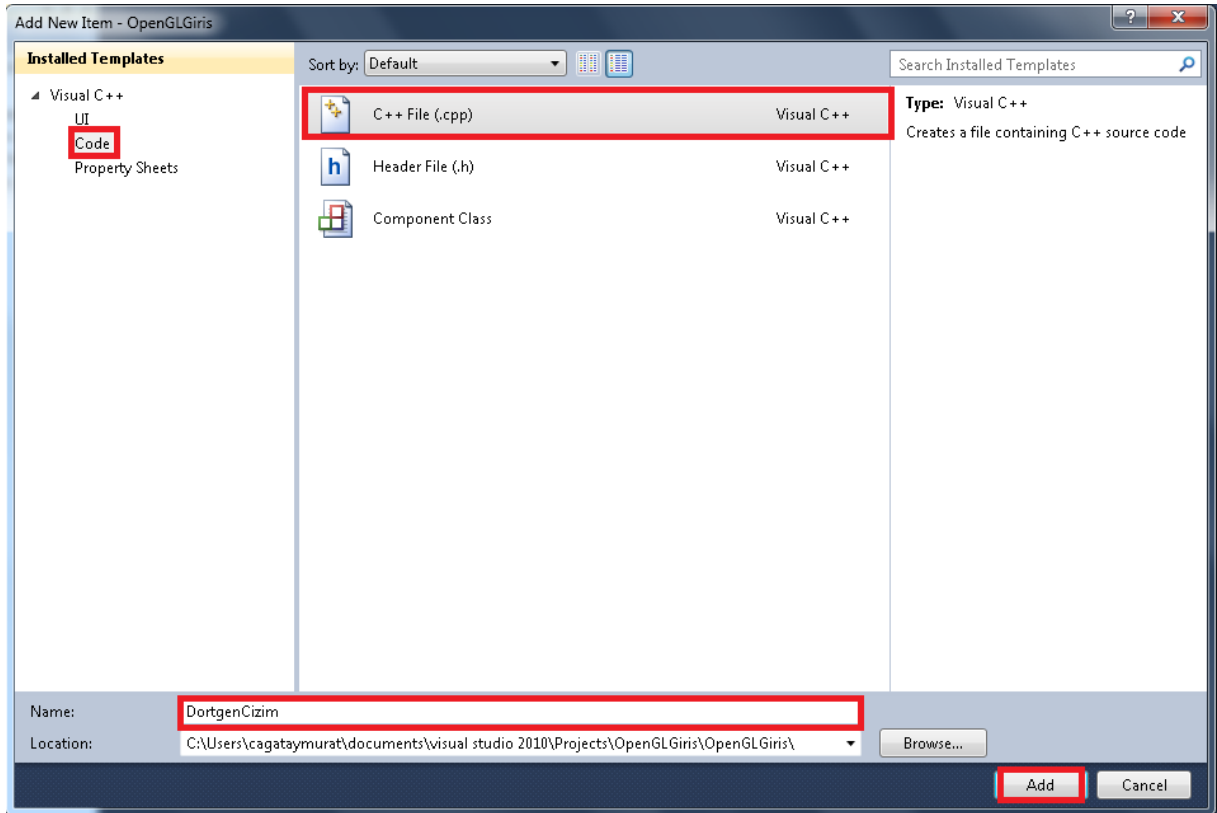 Add New Item - OpenGLGiris
Installed Templates
Visual C++
UI
Code
Property Sheets
Sort by: Default
C++ File (.cpp) Visual C++
Header File (.h) Visual C++
Component Class Visual C++
Search Installed Templates
Type: Visual C++
Creates a file containing C++ source code
Name: DortgenCizim
Location: C:\Users\cagataymurat\documents\visual studio 2010\Projects\OpenGLGiris\OpenGLGiris\
Browse...
Add Cancel